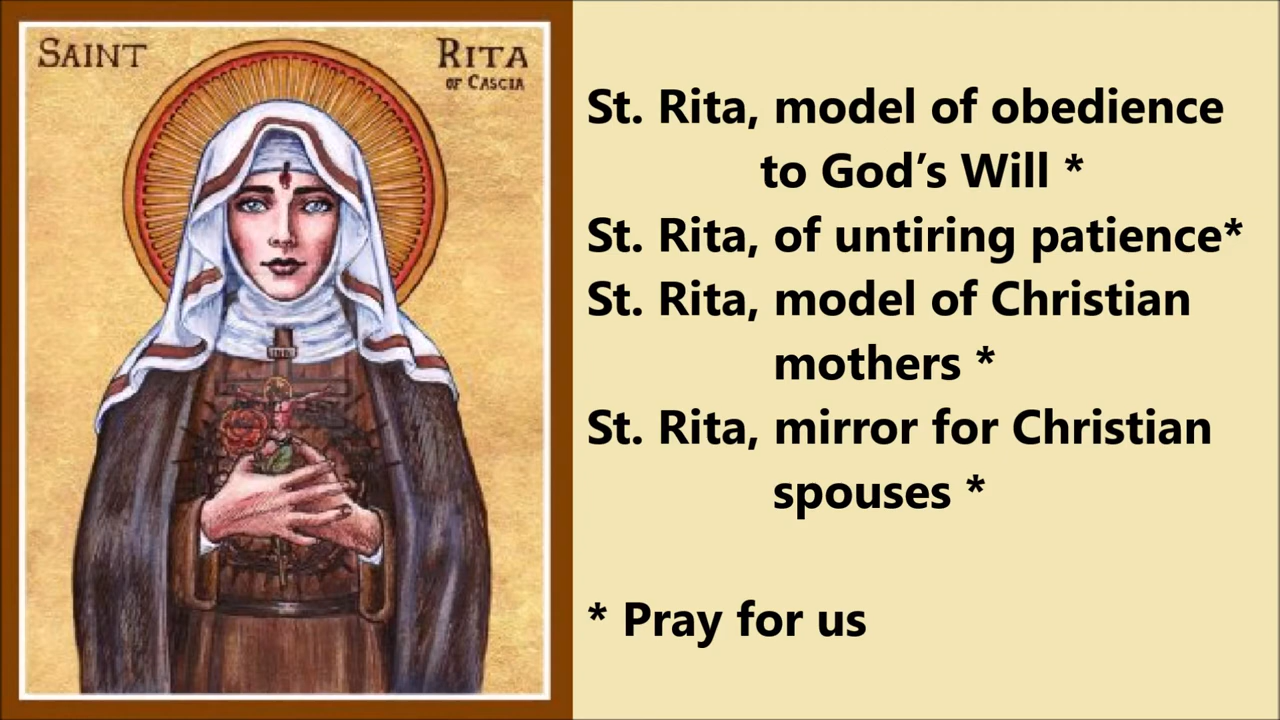 SAINT RITA
OF CASCIA
St. Rita, model of obedience
to God’s Will *
St. Rita, of untiring patience*
St. Rita, model of Christian
mothers *
St. Rita, mirror for Christian
spouses *
* Pray for us